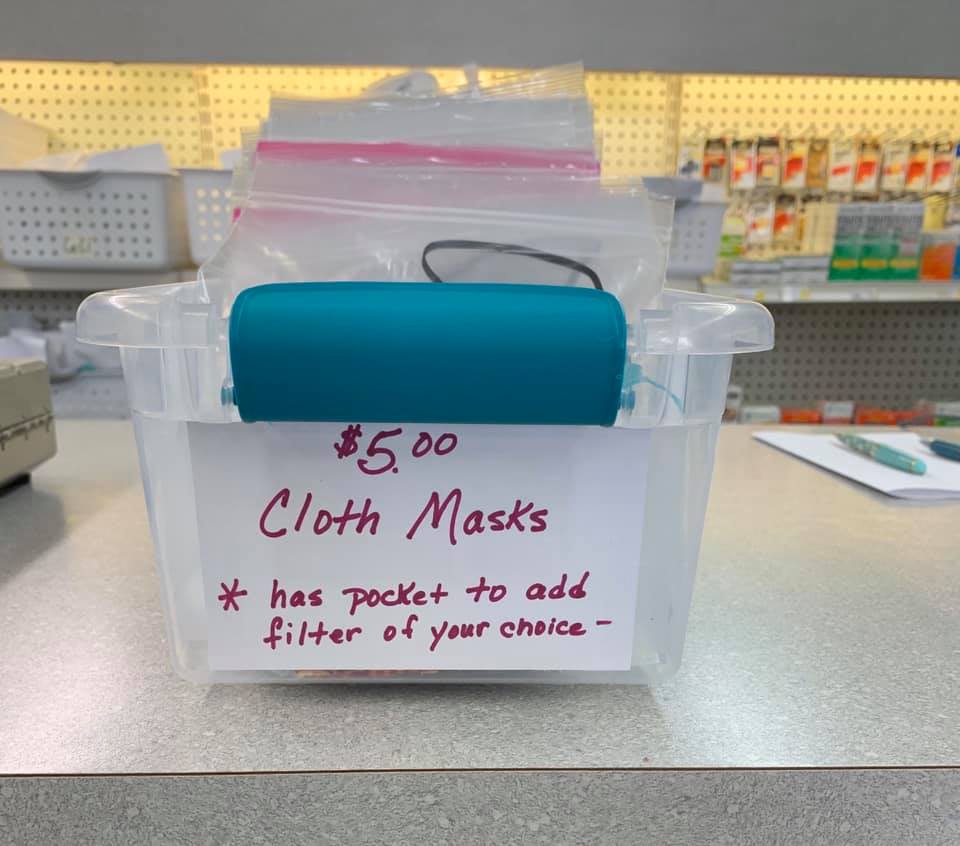 $5.00
Cloth Masks
* has pocket to add
filter of your choice -